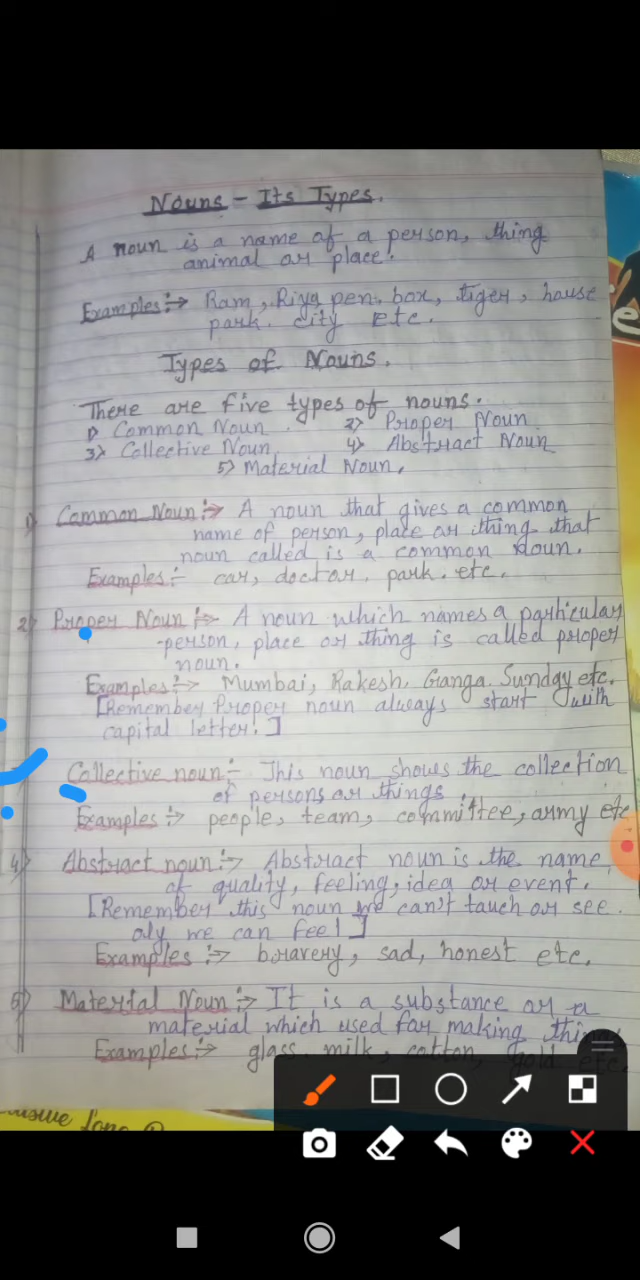 Nouns - Its Types.
A noun is a name of a person, thing
animal or place.
Examples:→ Ram, Riya pen. box, tiger, house
park. city etc.
Types of Nouns.
There are five types of nouns.
1) Common Noun. 2) Proper Noun
3) Collective Noun 4) Abstract Noun
5) Material Noun.
1) Common Noun:→ A noun that gives a common
name of person, place or thing that
noun called is a common noun.
Examples:- car, doctor, park. etc.
2) Proper Noun:→ A noun which names a particular
-person, place or thing is called proper
noun.
Examples:→ Mumbai, Rakesh, Ganga. Sunday etc.
[Remember Proper noun always start with
capital letter.]
Collective noun:- This noun shows the collection
of persons or things.
Examples:→ people, team, committee, army etc
4) Abstract noun:→ Abstract noun is the name
of quality, feeling, idea or event.
[Remember this noun we can't touch or see.
oly we can feel]
Examples:→ bravery, sad, honest etc.
5) Material Noun:→ It is a substance or a
material which used for making thing
Examples:→ glass, milk, cotton, gold etc.